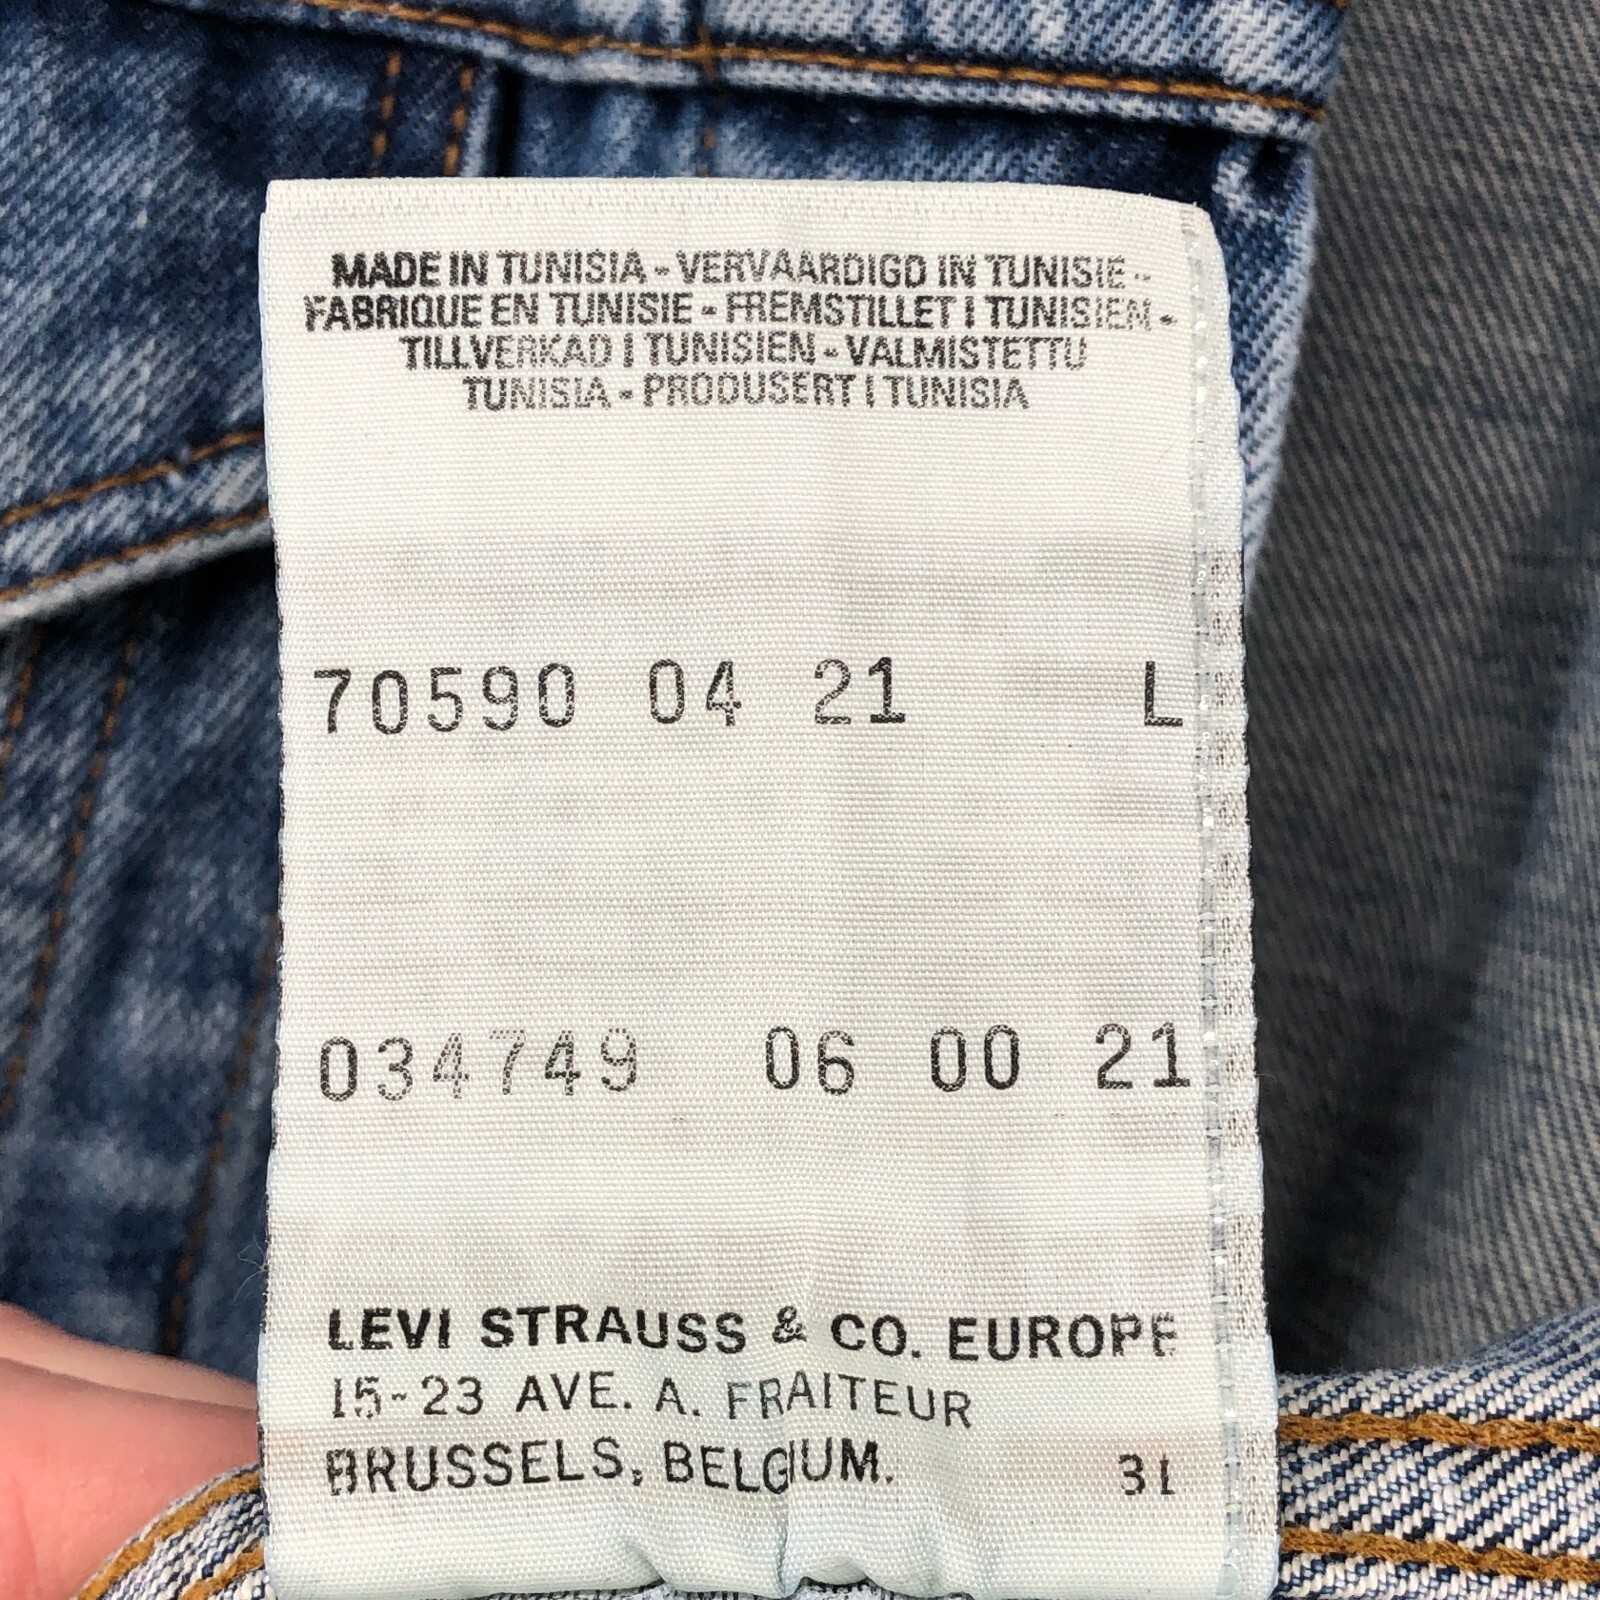 MADE IN TUNISIA - VERVAARDIGD IN TUNISIE -
FABRIQUE EN TUNISIE - FREMSTILLET I TUNISIEN -
TILLVERKAD I TUNISIEN - VALMISTETTU
TUNISIA - PRODUSERT I TUNISIA
70590 04 21 L
034749 06 00 21
LEVI STRAUSS & CO. EUROPE
15-23 AVE. A. FRAITEUR
BRUSSELS, BELGIUM. 31